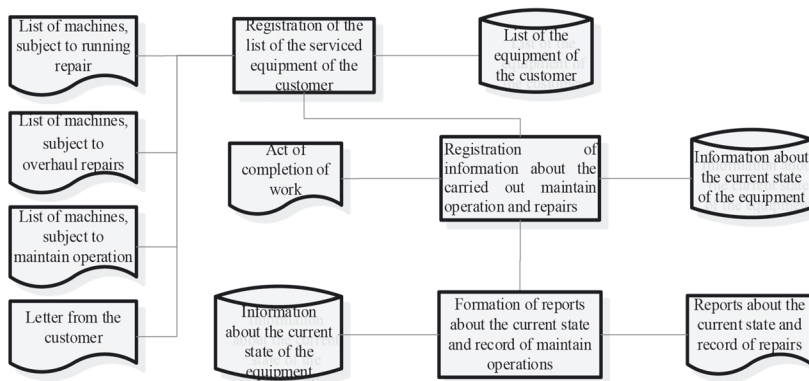 List of machines,
subject to running
repair
Registration of the
list of the serviced
equipment of the
customer
List of the
equipment of
the customer
List of machines,
subject to
overhaul repairs
Act of
completion of
work
Registration of
information about the
carried out maintain
operation and repairs
Information about
the current state
of the equipment
List of machines,
subject to
maintain operation
Letter from the
customer
Information
about the current
state of the
equipment
Formation of reports
about the current state
and record of maintain
operations
Reports about the
current state and
record of repairs